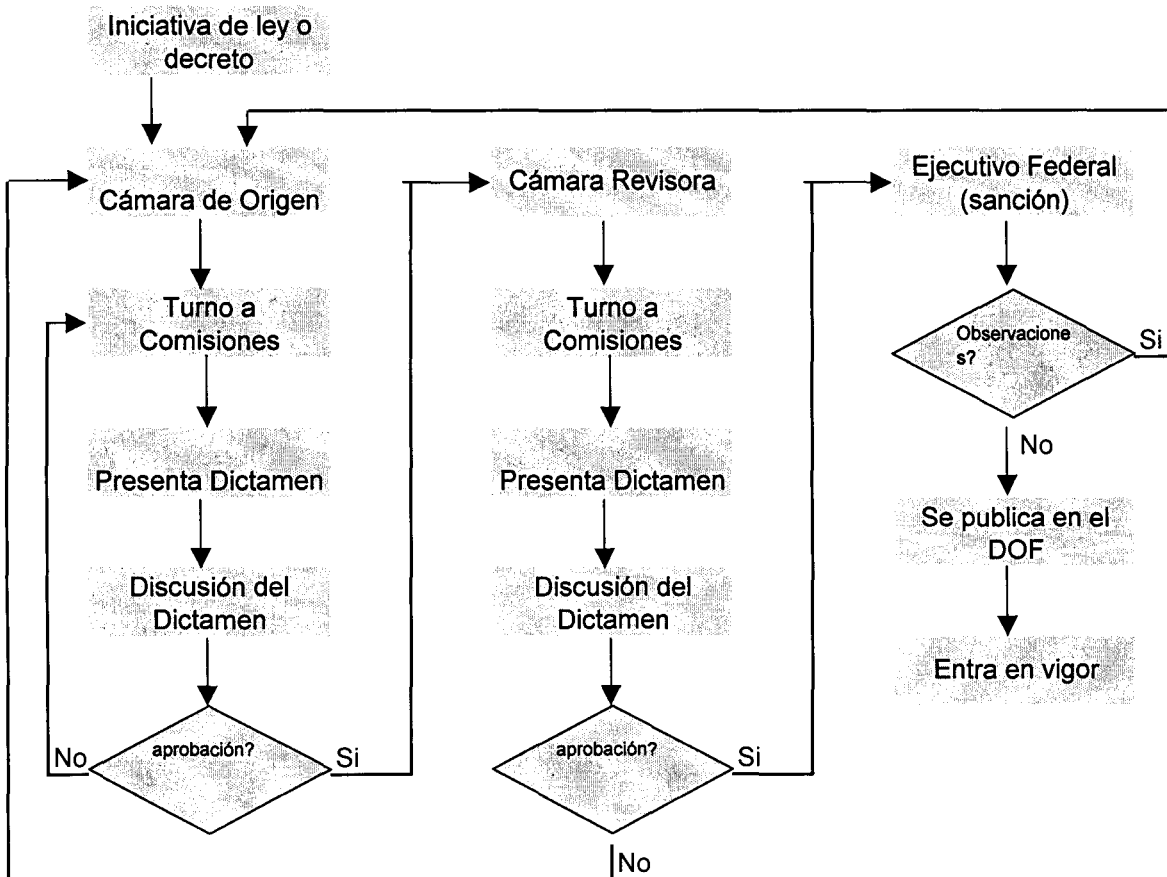 Iniciativa de ley o
decreto
Cámara de Origen
Turno a
Comisiones
Presenta Dictamen
Discusión del
Dictamen
aprobación?
No
Si
Cámara Revisora
Turno a
Comisiones
Presenta Dictamen
Discusión del
Dictamen
aprobación?
Si
No
Ejecutivo Federal
(sanción)
Observacione
s?
Si
No
Se publica en el
DOF
Entra en vigor